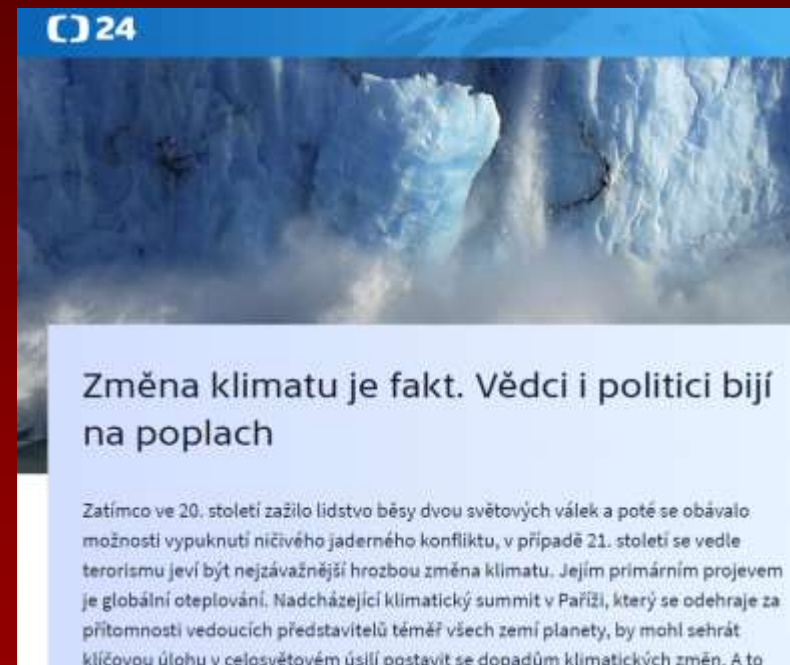 24
Změna klimatu je fakt. Vědci i politici bijí
na poplach
Zatímco ve 20. století zažilo lidstvo běsy dvou světových válek a poté se obávalo
možnosti vypuknutí ničivého jaderného konfliktu, v případě 21. století se vedle
terorismu jeví být nejzávažnější hrozbou změna klimatu. Jejím primárním projevem
je globální oteplování. Nadcházející klimatický summit v Paříži, který se odehraje za
přítomnosti vedoucích představitelů téměř všech zemí planety, by mohl sehrát
klíčovou úlohu v celosvětovém úsilí postavit se dopadům klimatických změn. A to